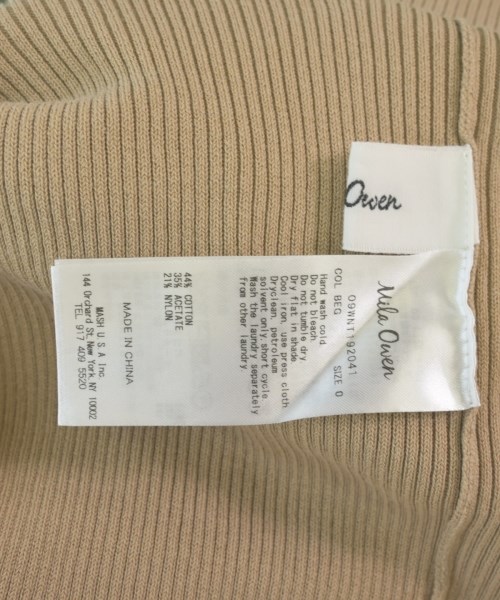 Owen
Mila Owen
09WNT192041
COL BEG SIZE 0
Hand wash cold
Do not bleach
Do not tumble dry
Dry flat in shade
Cool iron, use press cloth
Dryclean, petroleum
solvent only, short cycle
Wash the laundry separately
from other laundry.
44% COTTON
35% ACETATE
21% NYLON
MADE IN CHINA
MASH U.S.A Inc.
144 Orchard St. New York NY 10002
TEL 917 409 5520